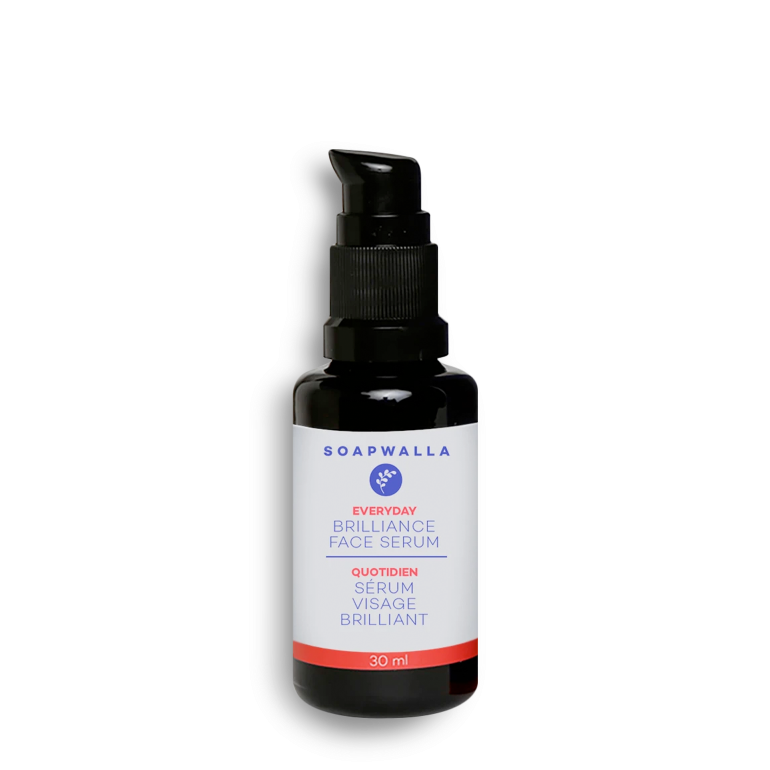 SOAPWALLA
EVERYDAY
BRILLIANCE
FACE SERUM
QUOTIDIEN
SÉRUM
VISAGE
BRILLIANT
30 ml